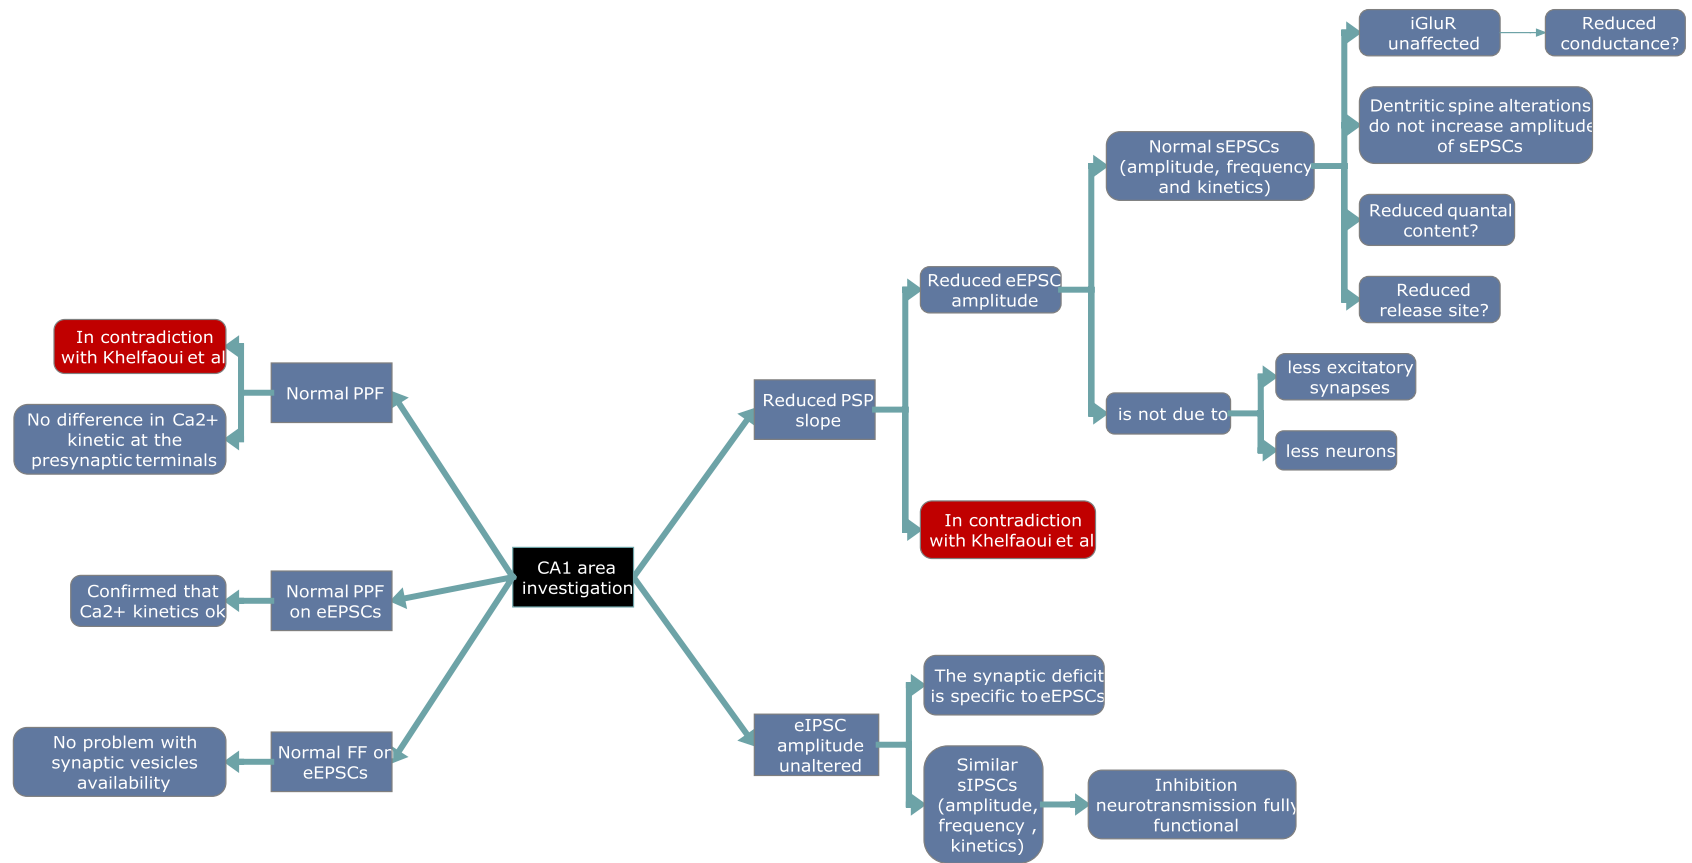 iGluR
unaffected
Reduced
conductance?
Dentritic spine alterations
do not increase amplitude
of sEPSCs
Normal sEPSCs
(amplitude, frequency
and kinetics)
Reduced quantal
content?
Reduced eEPSC
amplitude
Reduced
release site?
In contradiction
with Khelfaoui et al
Normal PPF
No difference in Ca2+
kinetic at the
presynaptic terminals
Reduced PSP
slope
less excitatory
synapses
is not due to
less neurons
In contradiction
with Khelfaoui et al
CA1 area
investigation
Confirmed that
Ca2+ kinetics ok
Normal PPF
on eEPSCs
The synaptic deficit
is specific to eEPSCs
No problem with
synaptic vesicles
availability
Normal FF on
eEPSCs
eIPSC
amplitude
unaltered
Similar
sIPSCs
(amplitude,
frequency ,
kinetics)
Inhibition
neurotransmission fully
functional